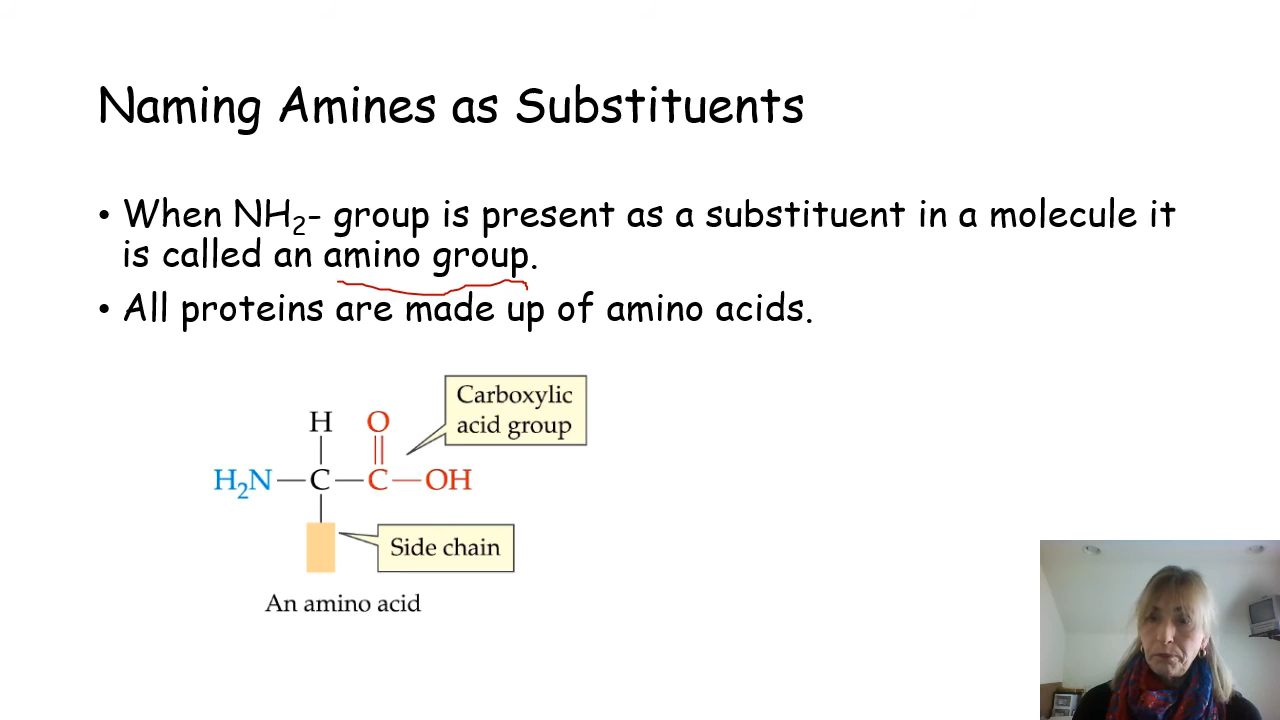 Naming Amines as Substituents
• When NH₂- group is present as a substituent in a molecule it
is called an amino group.
• All proteins are made up of amino acids.
Carboxylic
acid group
H O
H₂N—C—C—OH
Side chain
An amino acid